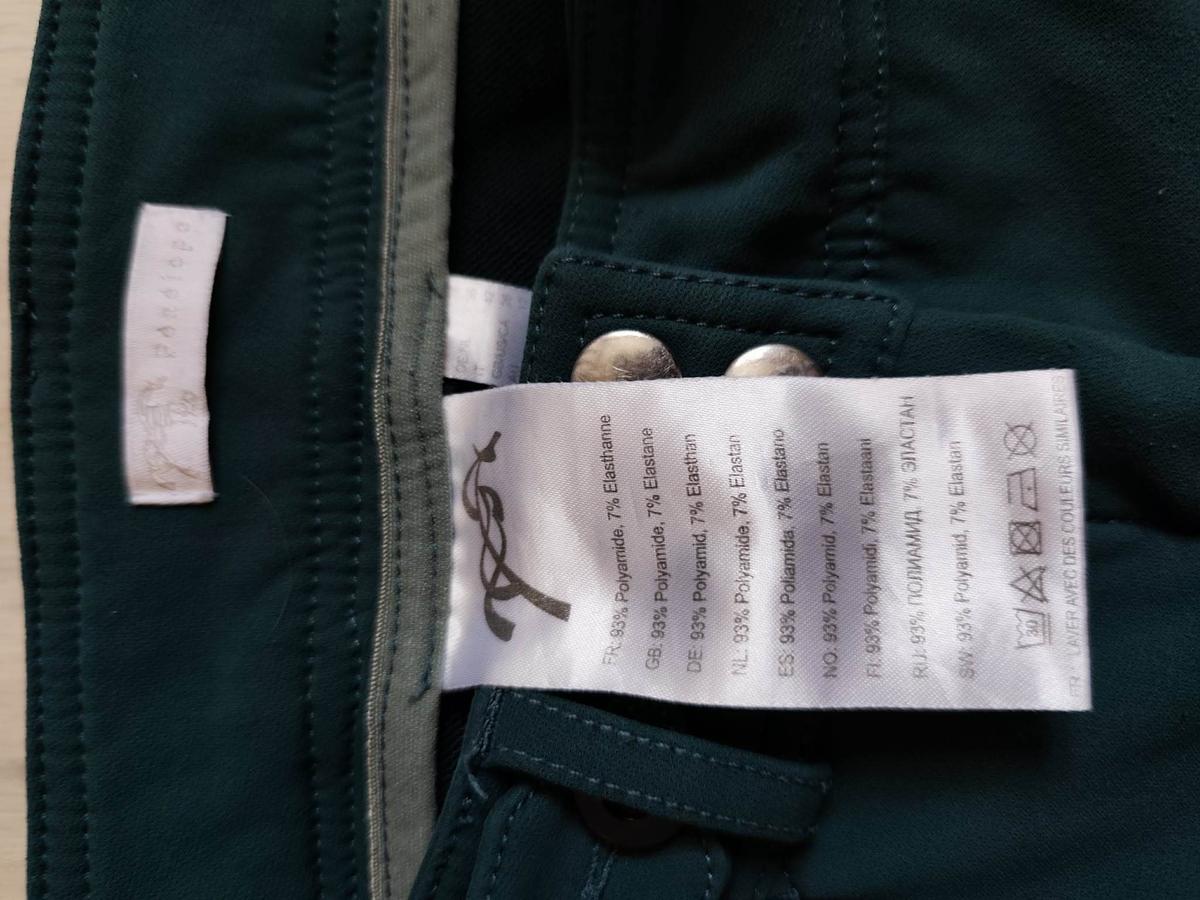 Penelope
FR: 93% Polyamide, 7% Elasthanne
GB: 93% Polyamide, 7% Elastane
DE: 93% Polyamid, 7% Elasthan
NL: 93% Polyamide, 7% Elastan
ES: 93% Poliamida, 7% Elastano
NO: 93% Polyamid, 7% Elastan
FI: 93% Polyamidi, 7% Elastaani
RU: 93% ПОЛИАМИД, 7% ЭЛАСТАН
SW: 93% Polyamid, 7% Elastan
30
FR * LAVER AVEC DES COULEURS SIMILAIRES